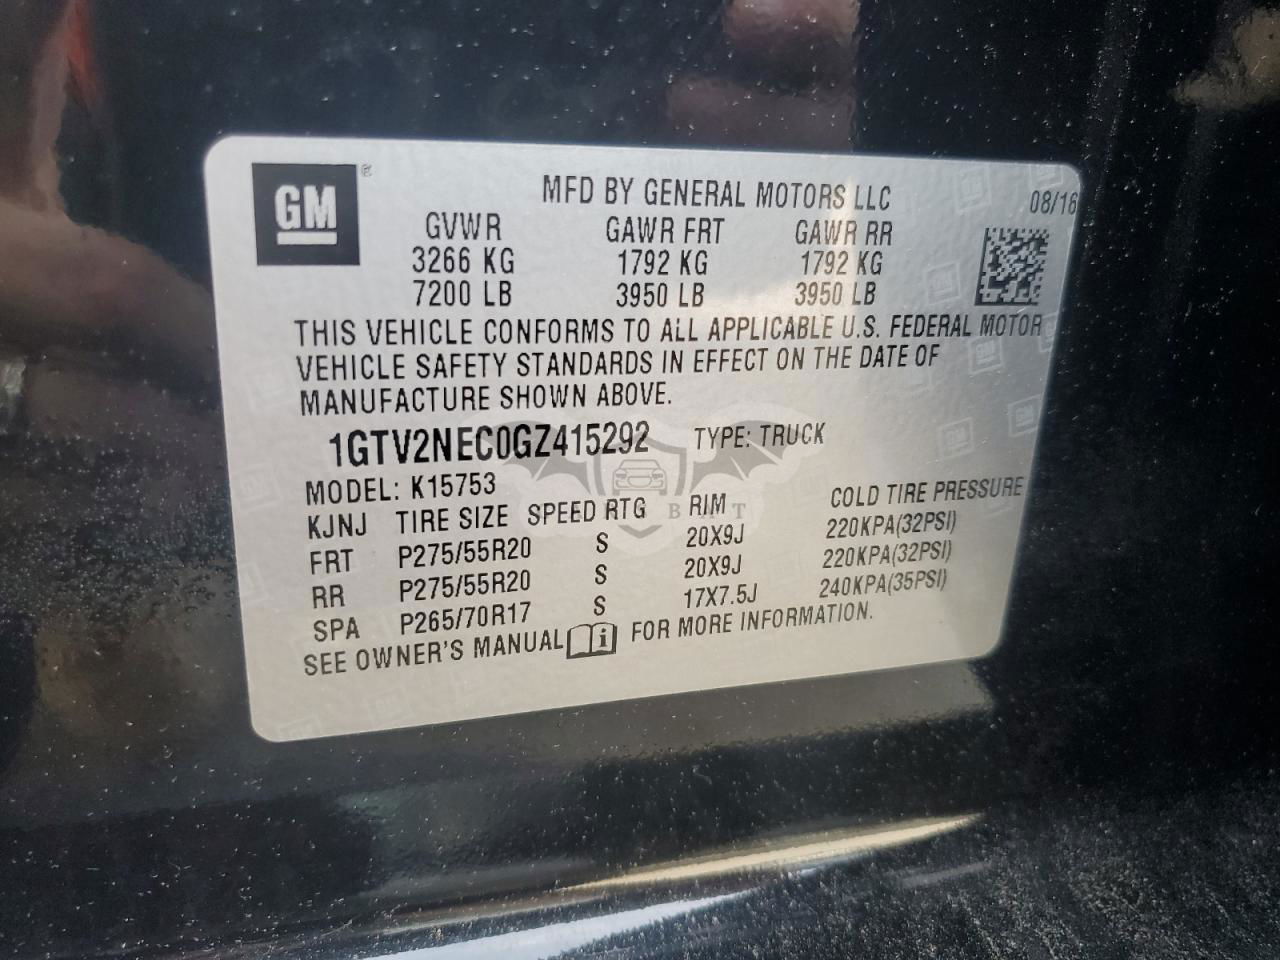 GM ®
MFD BY GENERAL MOTORS LLC 08/16
GVWR GAWR FRT GAWR RR
3266 KG 1792 KG 1792 KG
7200 LB 3950 LB 3950 LB
THIS VEHICLE CONFORMS TO ALL APPLICABLE U.S. FEDERAL MOTOR
VEHICLE SAFETY STANDARDS IN EFFECT ON THE DATE OF
MANUFACTURE SHOWN ABOVE.
1GTV2NEC0GZ415292 TYPE: TRUCK
MODEL: K15753
BAT
KJNJ TIRE SIZE SPEED RTG RIM COLD TIRE PRESSURE
FRT P275/55R20 S 20X9J 220KPA(32PSI)
RR P275/55R20 S 20X9J 220KPA(32PSI)
SPA P265/70R17 S 17X7.5J 240KPA(35PSI)
SEE OWNER'S MANUAL i FOR MORE INFORMATION.